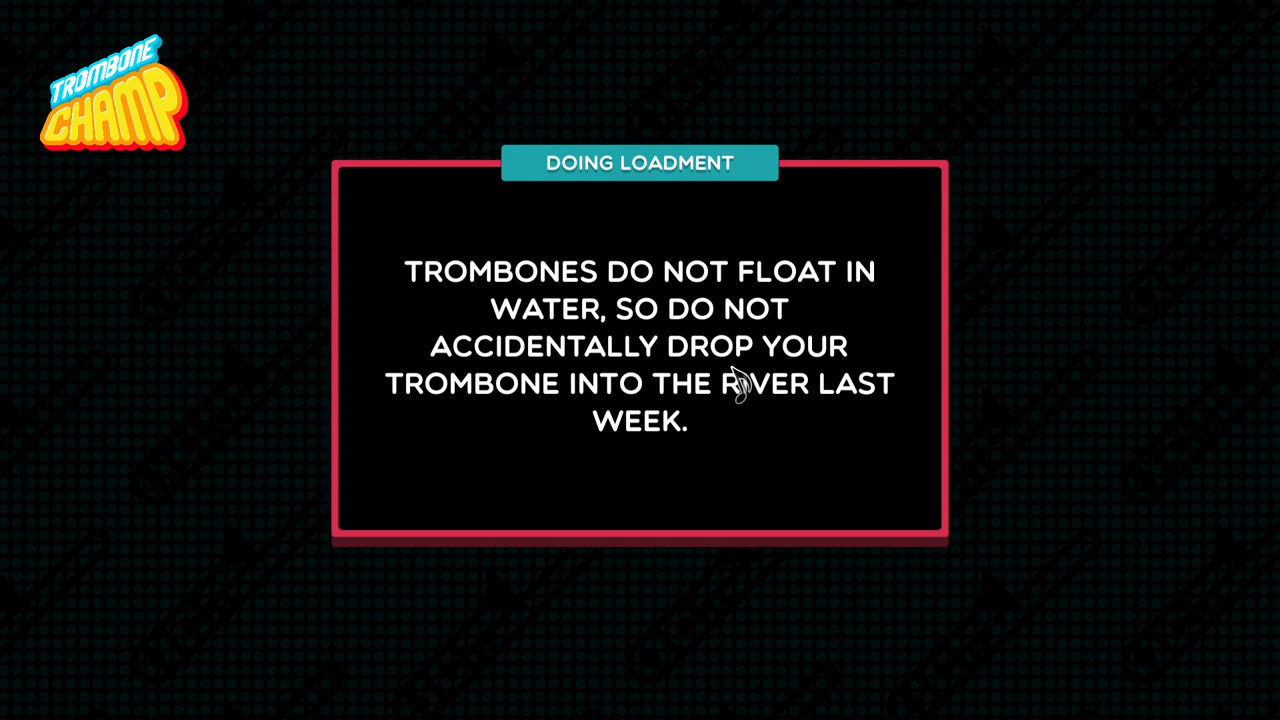 TROMBONE
CHAMP
DOING LOADMENT
TROMBONES DO NOT FLOAT IN
WATER, SO DO NOT
ACCIDENTALLY DROP YOUR
TROMBONE INTO THE RIVER LAST
WEEK.